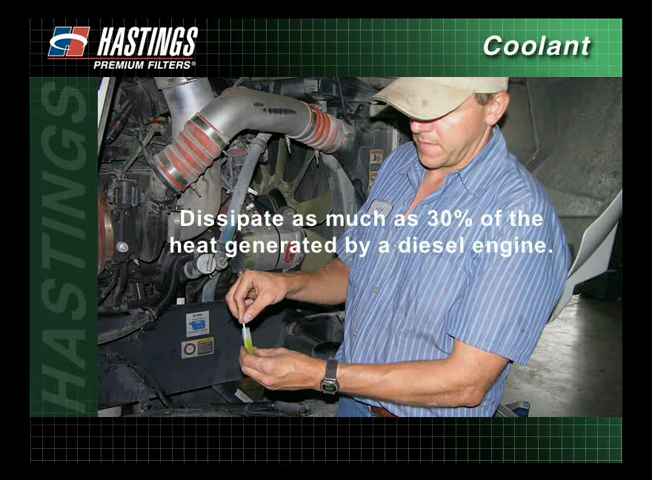 HASTINGS
PREMIUM FILTERS®
Coolant
HASTINGS
Dissipate as much as 30% of the
heat generated by a diesel engine.